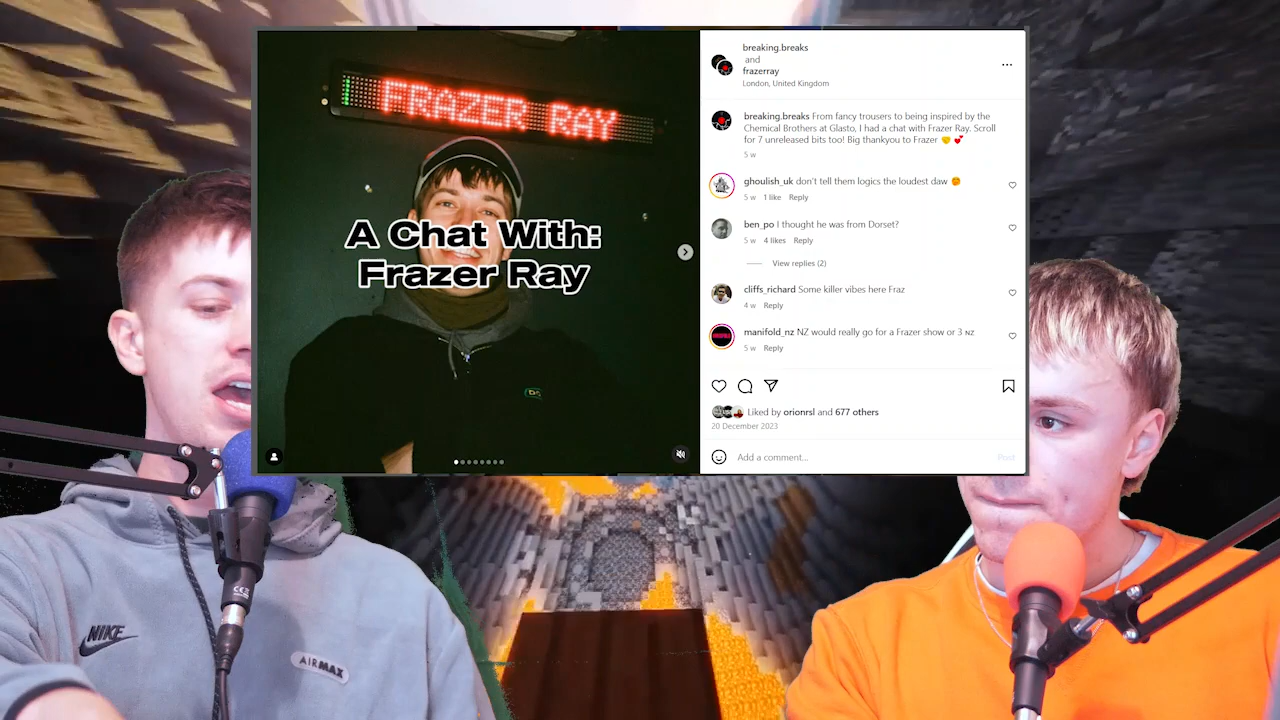 FRAZER RAY
A Chat With:
Frazer Ray
breaking.breaks
and
frazerray
London, United Kingdom
breaking.breaks From fancy trousers to being inspired by the
Chemical Brothers at Glasto, I had a chat with Frazer Ray. Scroll
for 7 unreleased bits too! Big thankyou to Frazer 🤝 💕
5 w
ghoulish_uk don't tell them logics the loudest daw
5 w 1 like Reply
ben_po I thought he was from Dorset?
5 w 4 likes Reply
View replies (2)
cliffs_richard Some killer vibes here Fraz
4 w Reply
manifold_nz NZ would really go for a Frazer show or 3 NZ
5 w Reply
Liked by orionrsl and 677 others
20 December 2023
Add a comment...
Post
NIKE
AIRMAX